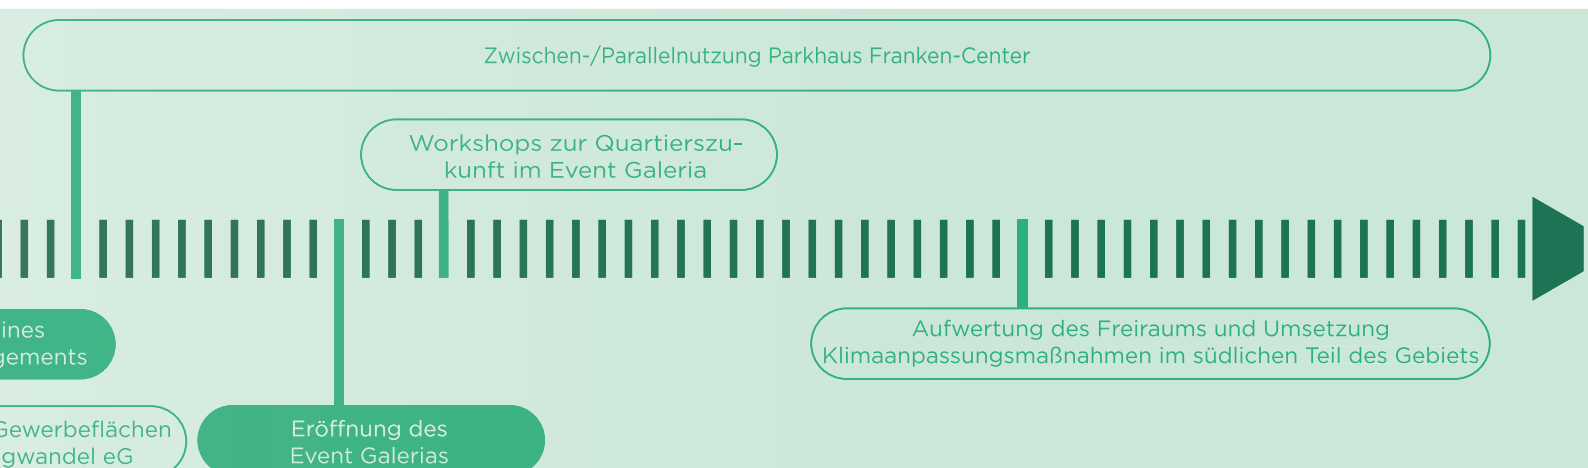 Zwischen-/Parallelnutzung Parkhaus Franken-Center
Workshops zur Quartierszu-
kunft im Event Galeria
ines
gements
Aufwertung des Freiraums und Umsetzung
Klimaanpassungsmaßnahmen im südlichen Teil des Gebiets
Gewerbeflächen
gwandel eG
Eröffnung des
Event Galerias